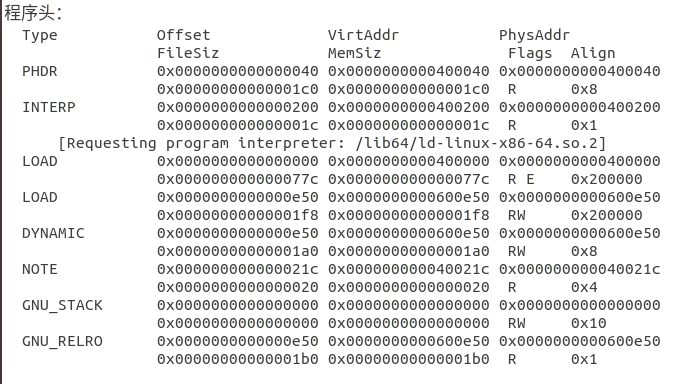 程序头：
Type Offset VirtAddr PhysAddr
FileSiz MemSiz Flags Align
PHDR 0x0000000000000040 0x0000000000400040 0x0000000000400040
0x00000000000001c0 0x00000000000001c0 R 0x8
INTERP 0x0000000000000200 0x0000000000400200 0x0000000000400200
0x000000000000001c 0x000000000000001c R 0x1
[Requesting program interpreter: /lib64/ld-linux-x86-64.so.2]
LOAD 0x0000000000000000 0x0000000000400000 0x0000000000400000
0x000000000000077c 0x000000000000077c R E 0x200000
LOAD 0x0000000000000e50 0x0000000000600e50 0x0000000000600e50
0x00000000000001f8 0x00000000000001f8 RW 0x200000
DYNAMIC 0x0000000000000e50 0x0000000000600e50 0x0000000000600e50
0x00000000000001a0 0x00000000000001a0 RW 0x8
NOTE 0x000000000000021c 0x000000000040021c 0x000000000040021c
0x0000000000000020 0x0000000000000020 R 0x4
GNU_STACK 0x0000000000000000 0x0000000000000000 0x0000000000000000
0x0000000000000000 0x0000000000000000 RW 0x10
GNU_RELRO 0x0000000000000e50 0x0000000000600e50 0x0000000000600e50
0x00000000000001b0 0x00000000000001b0 R 0x1